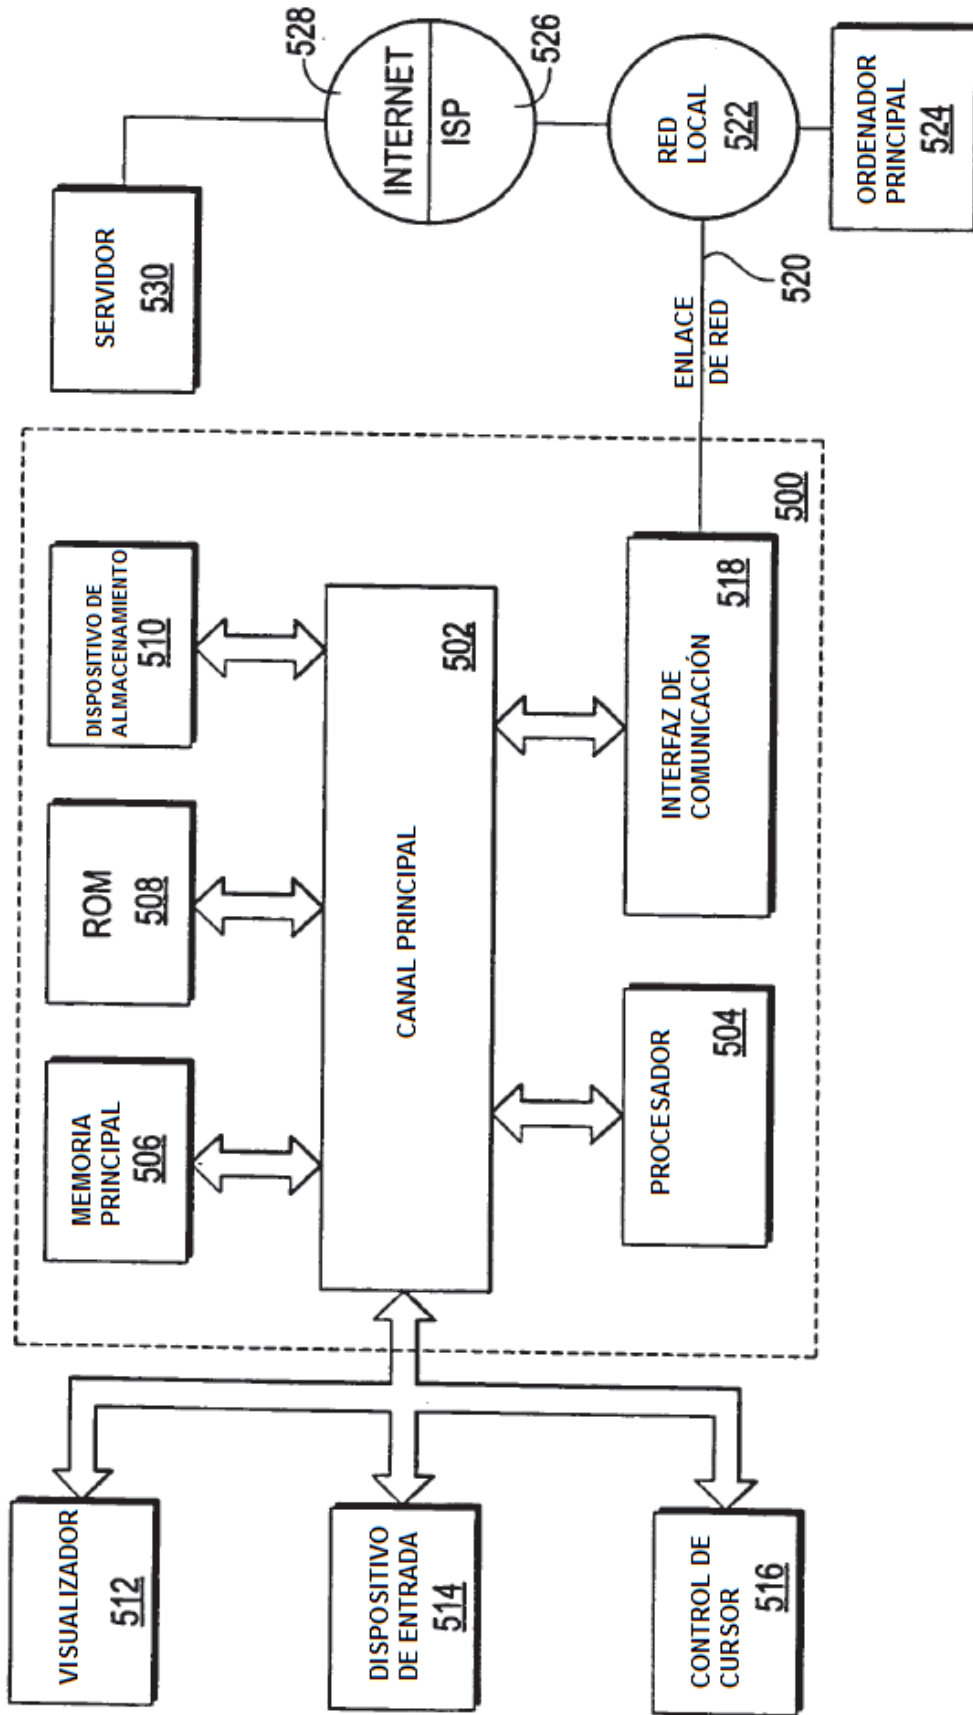 VISUALIZADOR
512
DISPOSITIVO
DE ENTRADA
514
CONTROL DE
CURSOR
516
MEMORIA
PRINCIPAL
506
ROM
508
DISPOSITIVO DE
ALMACENAMIENTO
510
CANAL PRINCIPAL
502
PROCESADOR
504
INTERFAZ DE
COMUNICACIÓN
518
500
SERVIDOR
530
INTERNET
528
ISP
526
ENLACE
DE RED
520
RED
LOCAL
522
ORDENADOR
PRINCIPAL
524